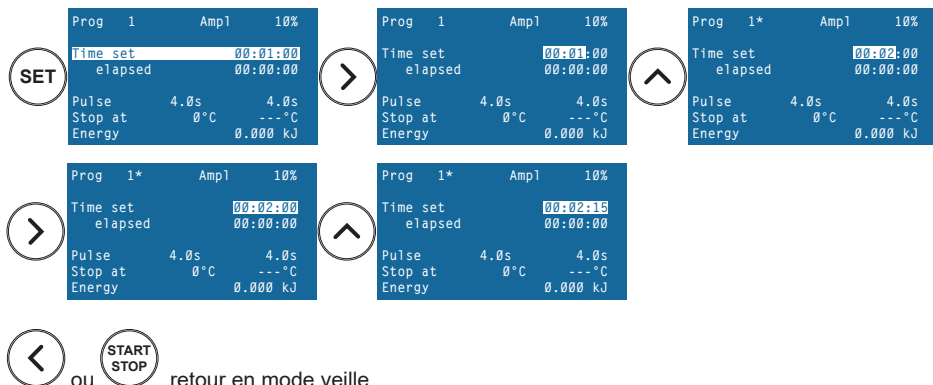 SET
Prog 1 Ampl 10%
Time set 00:01:00
elapsed 00:00:00
Pulse 4.0s 4.0s
Stop at 0°C ---°C
Energy 0.000 kJ
Prog 1 Ampl 10%
Time set 00:01:00
elapsed 00:00:00
Pulse 4.0s 4.0s
Stop at 0°C ---°C
Energy 0.000 kJ
Prog 1* Ampl 10%
Time set 00:02:00
elapsed 00:00:00
Pulse 4.0s 4.0s
Stop at 0°C ---°C
Energy 0.000 kJ
Prog 1* Ampl 10%
Time set 00:02:00
elapsed 00:00:00
Pulse 4.0s 4.0s
Stop at 0°C ---°C
Energy 0.000 kJ
Prog 1* Ampl 10%
Time set 00:02:15
elapsed 00:00:00
Pulse 4.0s 4.0s
Stop at 0°C ---°C
Energy 0.000 kJ
START
STOP
ou retour en mode veille